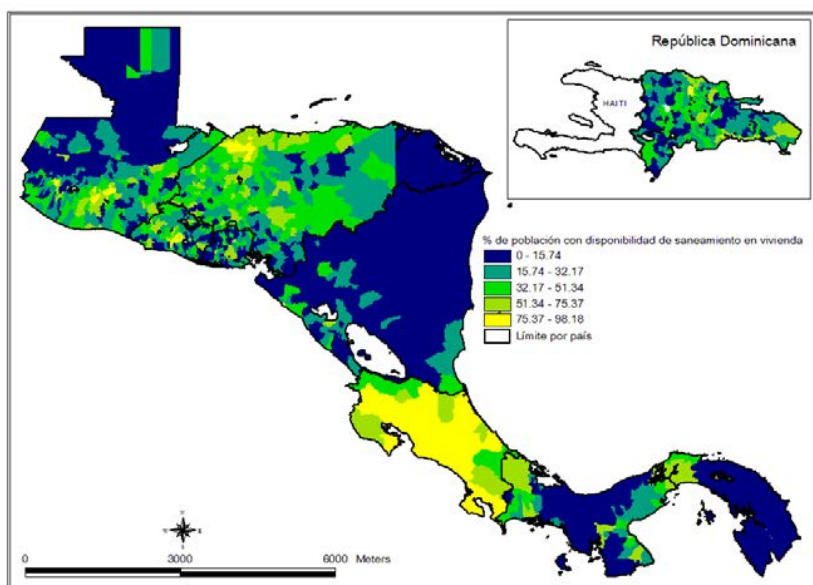 República Dominicana
HAITI
% de población con disponibilidad de saneamiento en vivienda
0 - 15.74
15.74 - 32.17
32.17 - 51.34
51.34 - 75.37
75.37 - 98.18
Límite por país
0 3000 6000 Meters